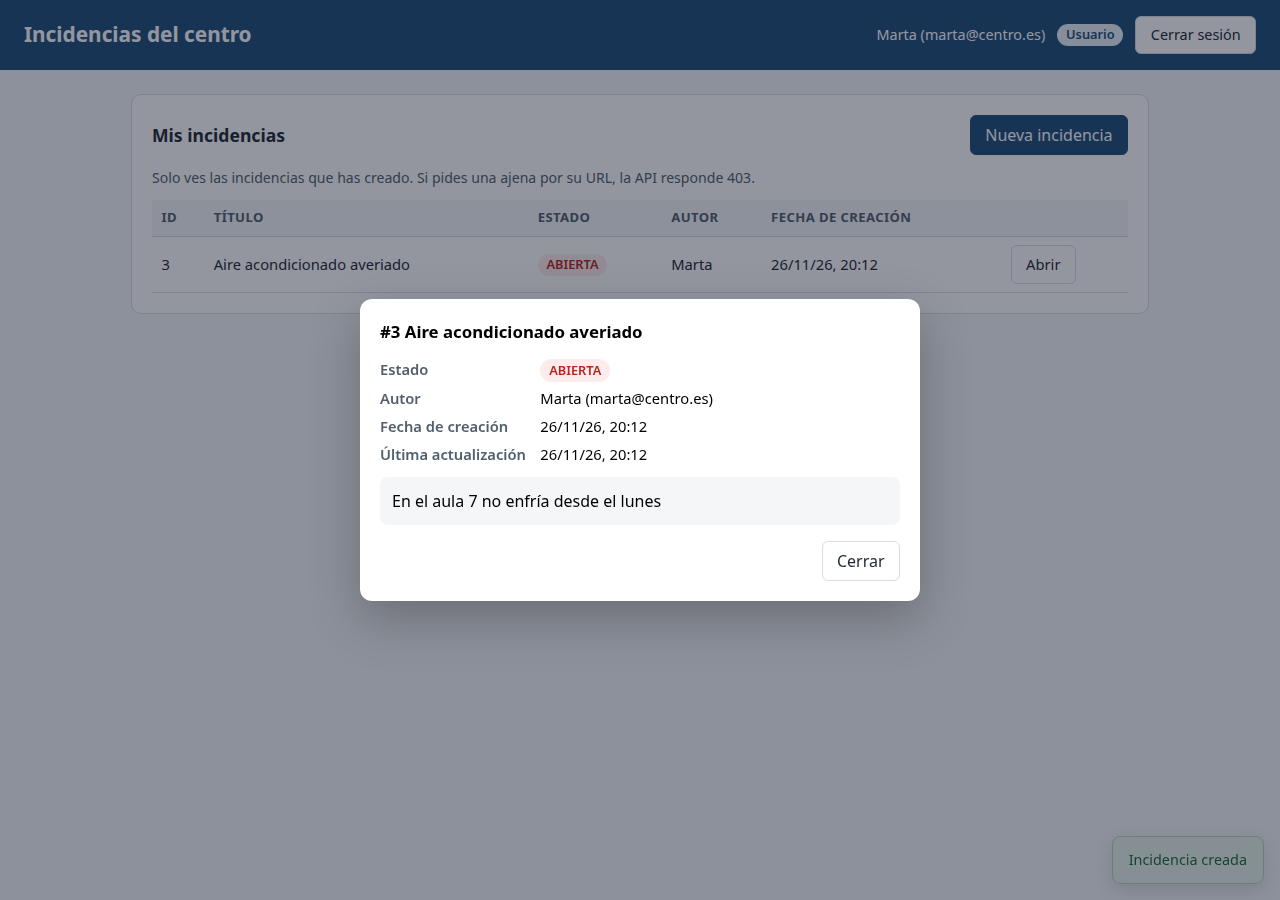 Incidencias del centro
Marta (marta@centro.es) Usuario Cerrar sesión
Mis incidencias
Nueva incidencia
Solo ves las incidencias que has creado. Si pides una ajena por su URL, la API responde 403.
ID TÍTULO ESTADO AUTOR FECHA DE CREACIÓN
3 Aire acondicionado averiado ABIERTA Marta 26/11/26, 20:12 Abrir
#3 Aire acondicionado averiado
Estado ABIERTA
Autor Marta (marta@centro.es)
Fecha de creación 26/11/26, 20:12
Última actualización 26/11/26, 20:12
En el aula 7 no enfría desde el lunes
Cerrar
Incidencia creada